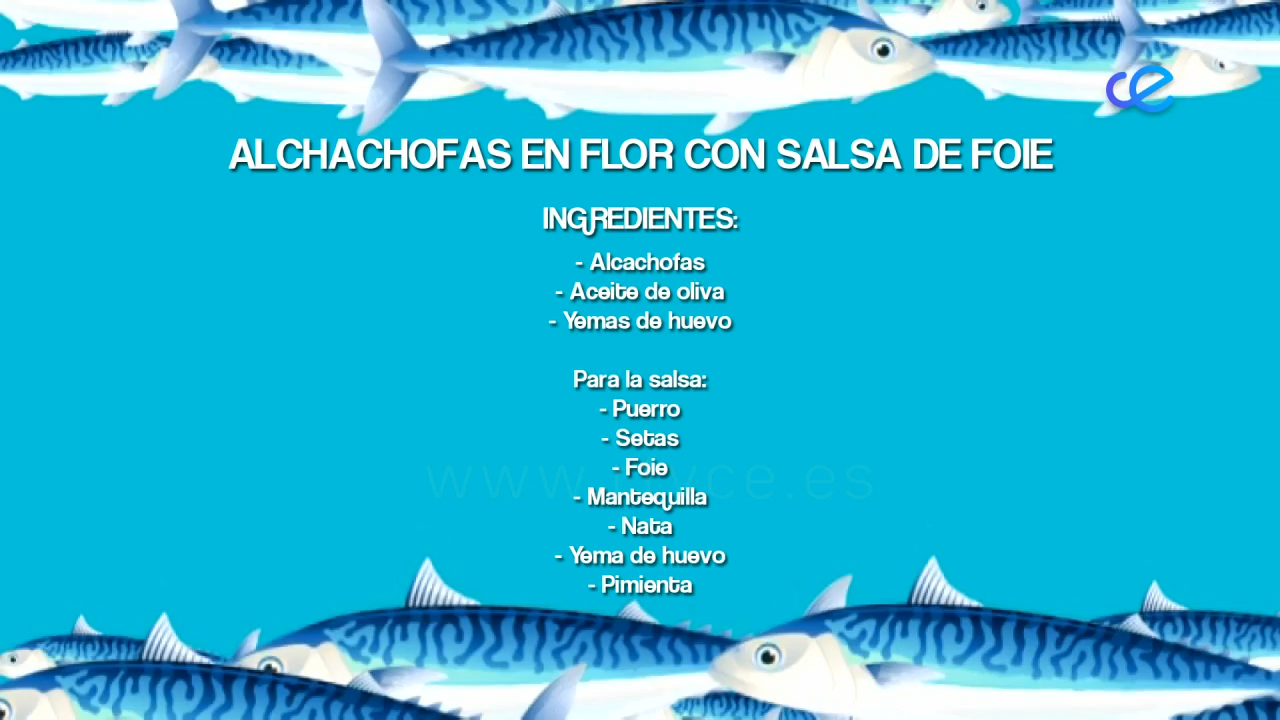 ce
ALCHACHOFAS EN FLOR CON SALSA DE FOIE
INGREDIENTES:
- Alcachofas
- Aceite de oliva
- Yemas de huevo
Para la salsa:
- Puerro
- Setas
- Foie
- Mantequilla
- Nata
- Yema de huevo
- Pimienta